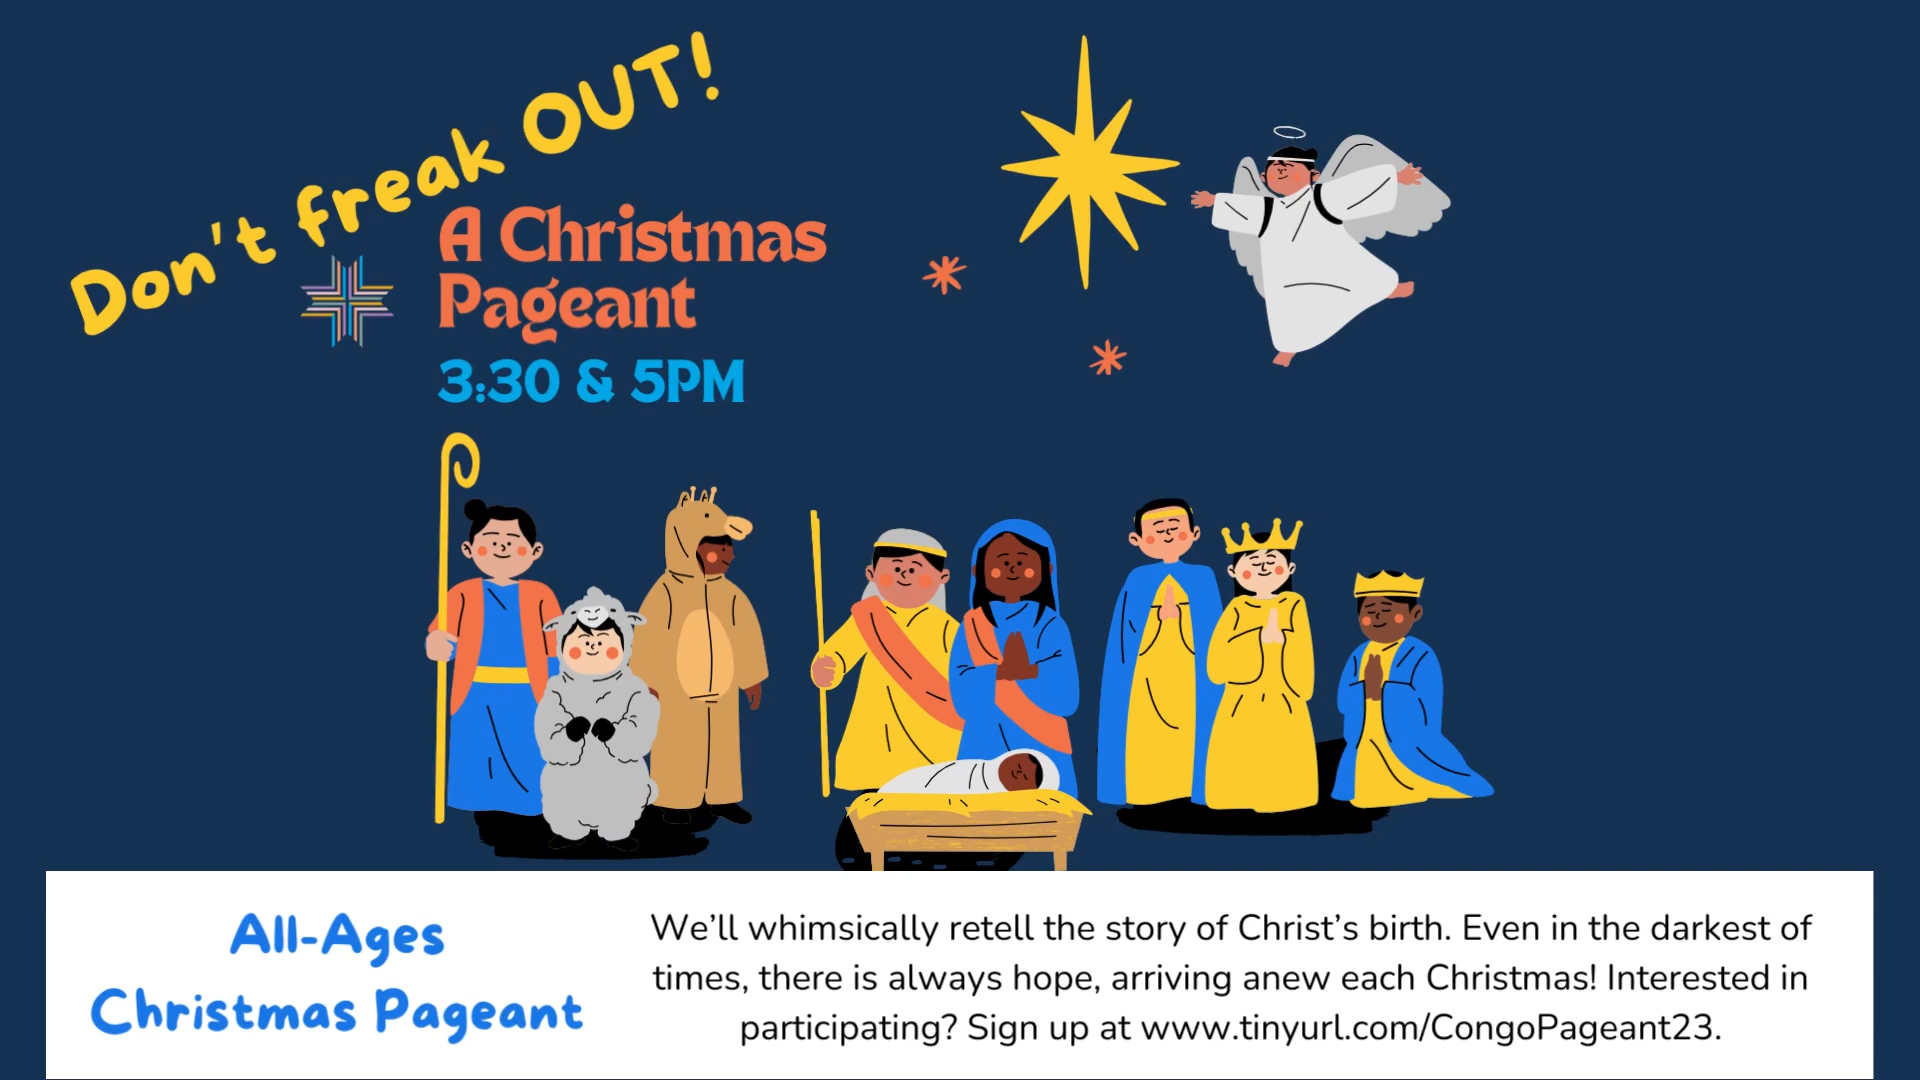 Don't freak OUT!
A Christmas
Pageant
3:30 & 5PM
All-Ages
Christmas Pageant
We’ll whimsically retell the story of Christ’s birth. Even in the darkest of
times, there is always hope, arriving anew each Christmas! Interested in
participating? Sign up at www.tinyurl.com/CongoPageant23.